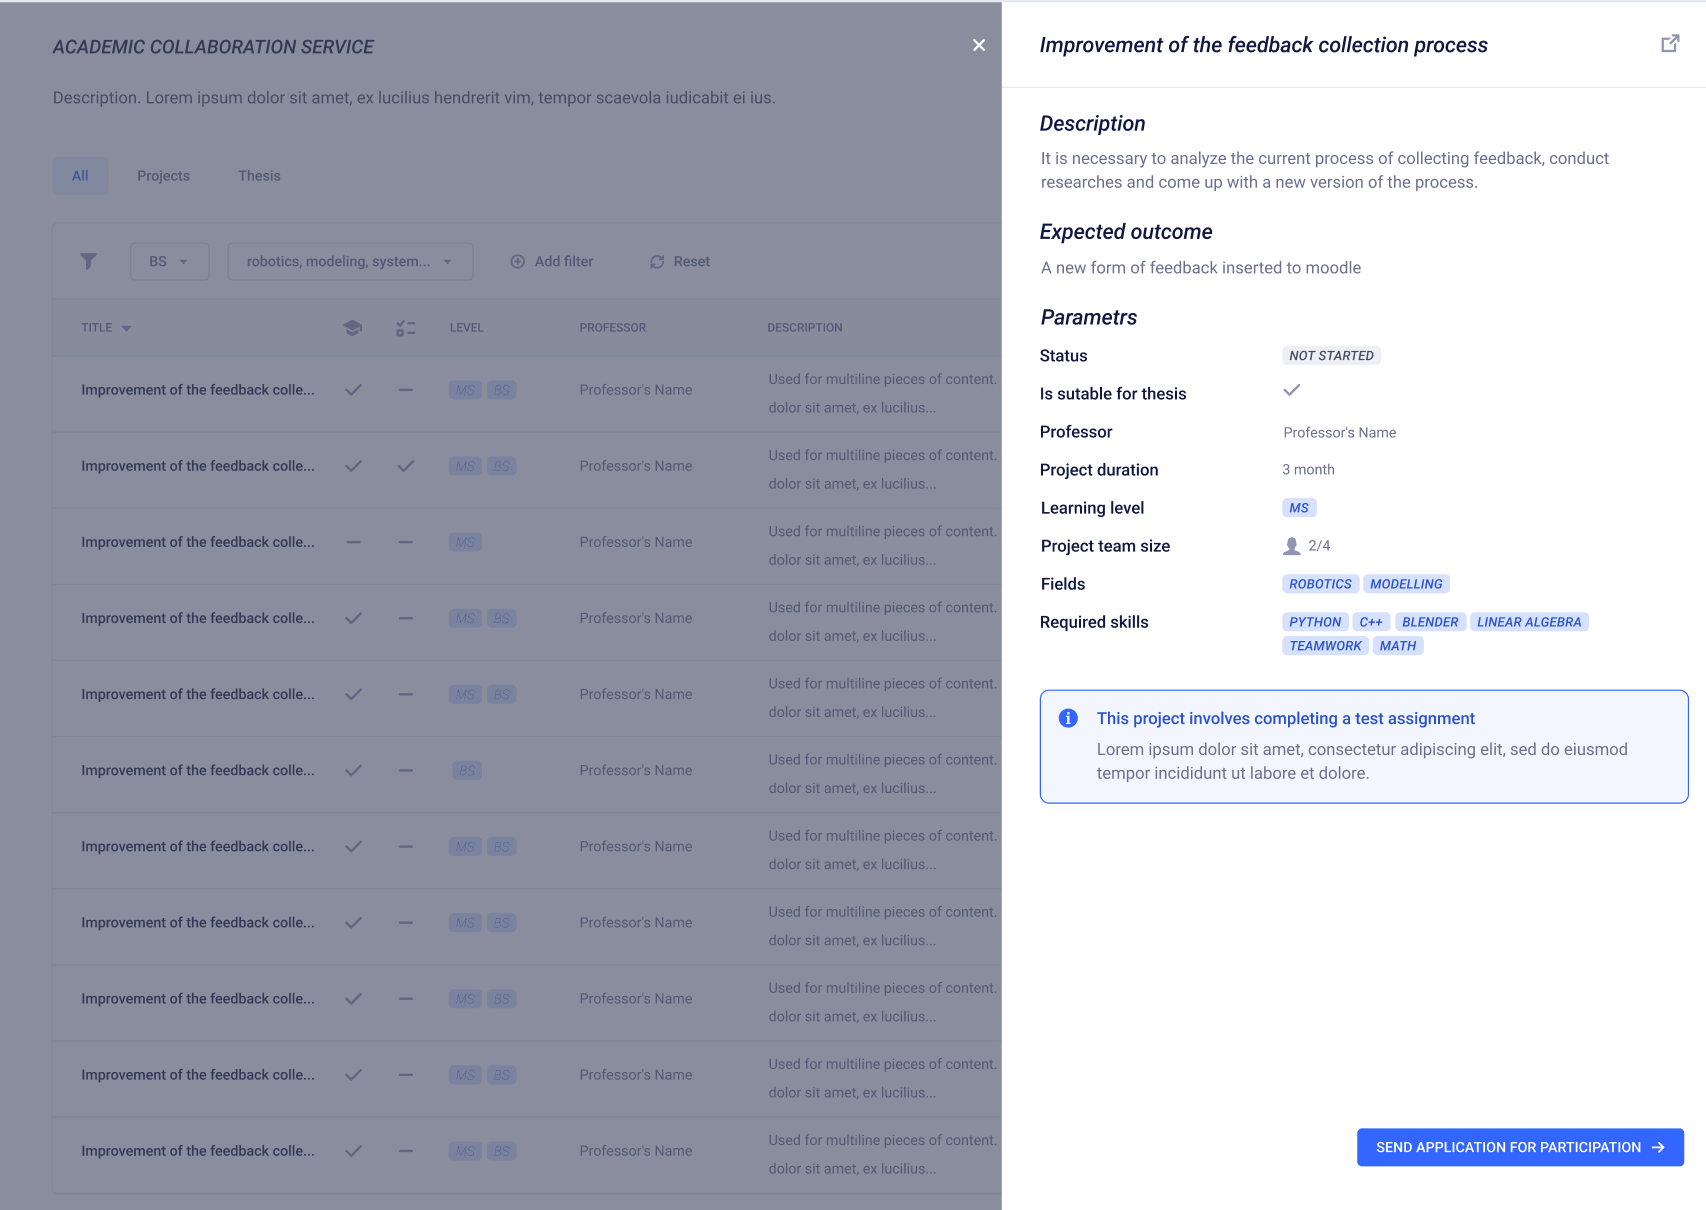 ACADEMIC COLLABORATION SERVICE
Description. Lorem ipsum dolor sit amet, ex lucilius hendrerit vim, tempor scaevola iudicabit ei ius.
All Projects Thesis
BS robotics, modeling, system... Add filter Reset
TITLE LEVEL PROFESSOR DESCRIPTION
Improvement of the feedback colle... MS BS Professor's Name Used for multiline pieces of content.
dolor sit amet, ex lucilius...
Improvement of the feedback colle... MS BS Professor's Name Used for multiline pieces of content.
dolor sit amet, ex lucilius...
Improvement of the feedback colle... MS Professor's Name Used for multiline pieces of content.
dolor sit amet, ex lucilius...
Improvement of the feedback colle... MS BS Professor's Name Used for multiline pieces of content.
dolor sit amet, ex lucilius...
Improvement of the feedback colle... MS BS Professor's Name Used for multiline pieces of content.
dolor sit amet, ex lucilius...
Improvement of the feedback colle... BS Professor's Name Used for multiline pieces of content.
dolor sit amet, ex lucilius...
Improvement of the feedback colle... MS BS Professor's Name Used for multiline pieces of content.
dolor sit amet, ex lucilius...
Improvement of the feedback colle... MS BS Professor's Name Used for multiline pieces of content.
dolor sit amet, ex lucilius...
Improvement of the feedback colle... MS BS Professor's Name Used for multiline pieces of content.
dolor sit amet, ex lucilius...
Improvement of the feedback colle... MS BS Professor's Name Used for multiline pieces of content.
dolor sit amet, ex lucilius...
Improvement of the feedback colle... MS BS Professor's Name Used for multiline pieces of content.
dolor sit amet, ex lucilius...
Improvement of the feedback collection process
Description
It is necessary to analyze the current process of collecting feedback, conduct
researches and come up with a new version of the process.
Expected outcome
A new form of feedback inserted to moodle
Parametrs
Status NOT STARTED
Is sutable for thesis
Professor Professor's Name
Project duration 3 month
Learning level MS
Project team size 2/4
Fields ROBOTICS MODELLING
Required skills PYTHON C++ BLENDER LINEAR ALGEBRA
TEAMWORK MATH
This project involves completing a test assignment
Lorem ipsum dolor sit amet, consectetur adipiscing elit, sed do eiusmod
tempor incididunt ut labore et dolore.
SEND APPLICATION FOR PARTICIPATION